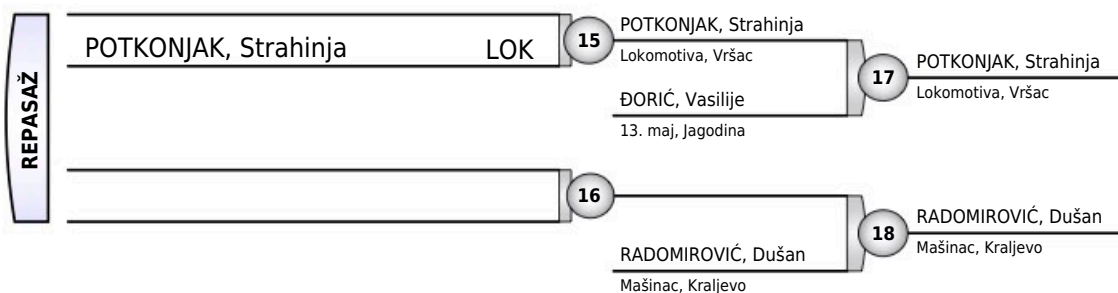 REPASAŽ
POTKONJAK, Strahinja LOK
15
POTKONJAK, Strahinja
Lokomotiva, Vršac
ĐORIĆ, Vasilije
13. maj, Jagodina
17
POTKONJAK, Strahinja
Lokomotiva, Vršac
16
RADOMIROVIĆ, Dušan
Mašinac, Kraljevo
18
RADOMIROVIĆ, Dušan
Mašinac, Kraljevo